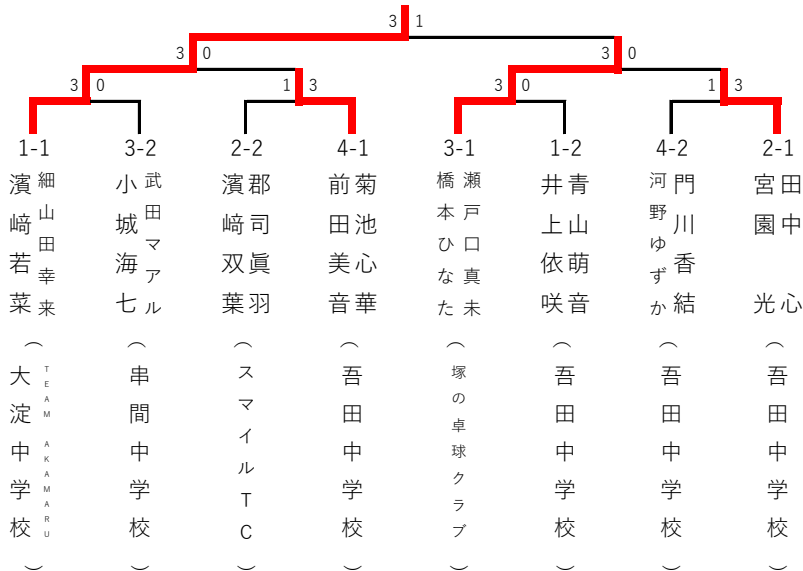 3 1
3 0
3 0
3 0
1 3
3 0
1 3
1-1
3-2
2-2
4-1
3-1
1-2
4-2
2-1
細山田幸来
濱﨑若菜
武田マアル
小城海七
郡司眞羽
濱﨑双葉
菊池心華
前田美音
瀬戸口真未
橋本ひなた
青山萌音
井上依咲
門川香結
河野ゆずか
田中 心
宮園 光
(大淀中学校 TEAM AKAMARU)
(串間中学校)
(スマイルTC)
(吾田中学校)
(塚の卓球クラブ)
(吾田中学校)
(吾田中学校)
(吾田中学校)